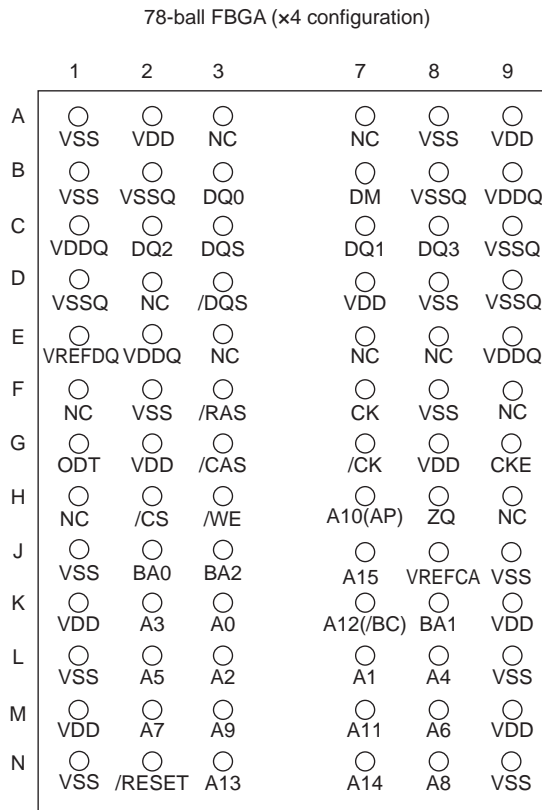 78-ball FBGA (×4 configuration)
1 2 3 7 8 9
A
VSS VDD NC NC VSS VDD
B
VSS VSSQ DQ0 DM VSSQ VDDQ
C
VDDQ DQ2 DQS DQ1 DQ3 VSSQ
D
VSSQ NC /DQS VDD VSS VSSQ
E
VREFDQ VDDQ NC NC NC VDDQ
F
NC VSS /RAS CK VSS NC
G
ODT VDD /CAS /CK VDD CKE
H
NC /CS /WE A10(AP) ZQ NC
J
VSS BA0 BA2 A15 VREFCA VSS
K
VDD A3 A0 A12(/BC) BA1 VDD
L
VSS A5 A2 A1 A4 VSS
M
VDD A7 A9 A11 A6 VDD
N
VSS /RESET A13 A14 A8 VSS